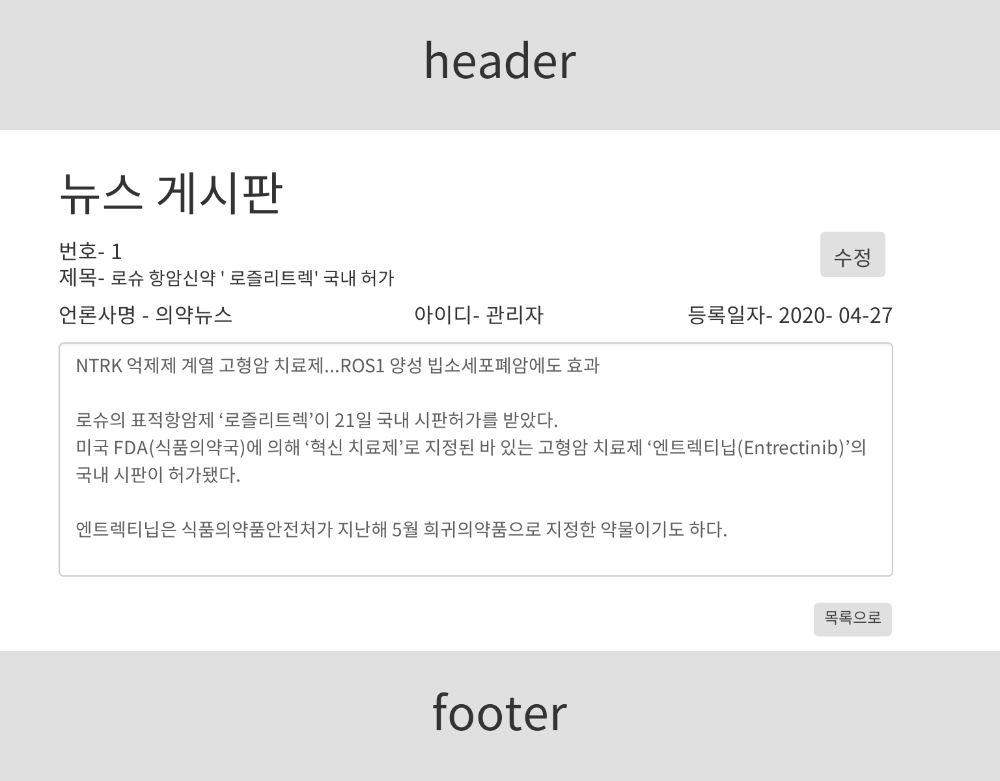 header
뉴스 게시판
번호- 1
수정
제목- 로슈 항암신약 ' 로즐리트렉' 국내 허가
언론사명 - 의약뉴스 아이디- 관리자 등록일자- 2020- 04-27
NTRK 억제제 계열 고형암 치료제...ROS1 양성 빕소세포폐암에도 효과
로슈의 표적항암제 ‘로즐리트렉’이 21일 국내 시판허가를 받았다.
미국 FDA(식품의약국)에 의해 ‘혁신 치료제’로 지정된 바 있는 고형암 치료제 ‘엔트렉티닙(Entrectinib)’의
국내 시판이 허가됐다.
엔트렉티닙은 식품의약품안전처가 지난해 5월 희귀의약품으로 지정한 약물이기도 하다.
목록으로
footer